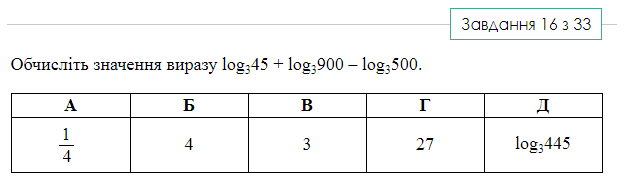 Завдання 16 з 33
Обчисліть значення виразу log₃45 + log₃900 – log₃500.
А Б В Г Д
1/4 4 3 27 log₃445